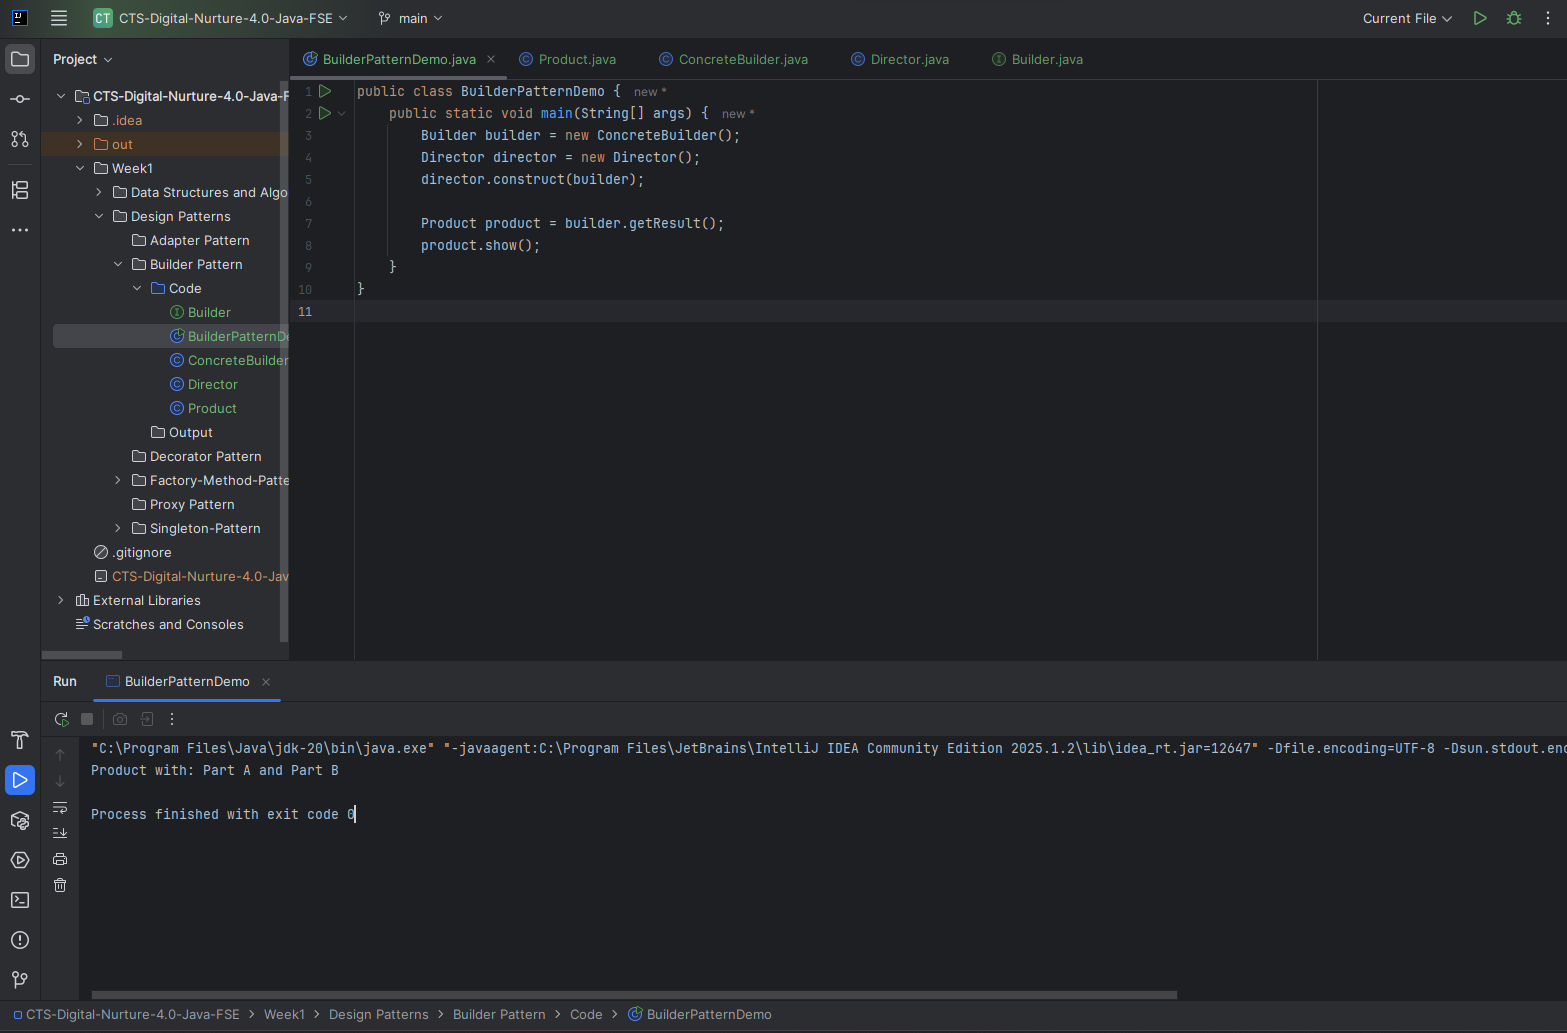 CT CTS-Digital-Nurture-4.0-Java-FSE main Current File
Project
BuilderPatternDemo.java Product.java ConcreteBuilder.java Director.java Builder.java
CTS-Digital-Nurture-4.0-Java-F
.idea
out
Week1
Data Structures and Algo
Design Patterns
Adapter Pattern
Builder Pattern
Code
Builder
BuilderPatternDe
ConcreteBuilder
Director
Product
Output
Decorator Pattern
Factory-Method-Patte
Proxy Pattern
Singleton-Pattern
.gitignore
CTS-Digital-Nurture-4.0-Jav
External Libraries
Scratches and Consoles
1 public class BuilderPatternDemo { new *
2 public static void main(String[] args) { new *
3 Builder builder = new ConcreteBuilder();
4 Director director = new Director();
5 director.construct(builder);
6
7 Product product = builder.getResult();
8 product.show();
9 }
10 }
11
Run BuilderPatternDemo
"C:\Program Files\Java\jdk-20\bin\java.exe" "-javaagent:C:\Program Files\JetBrains\IntelliJ IDEA Community Edition 2025.1.2\lib\idea_rt.jar=12647" -Dfile.encoding=UTF-8 -Dsun.stdout.enc
Product with: Part A and Part B
Process finished with exit code 0
CTS-Digital-Nurture-4.0-Java-FSE > Week1 > Design Patterns > Builder Pattern > Code > BuilderPatternDemo